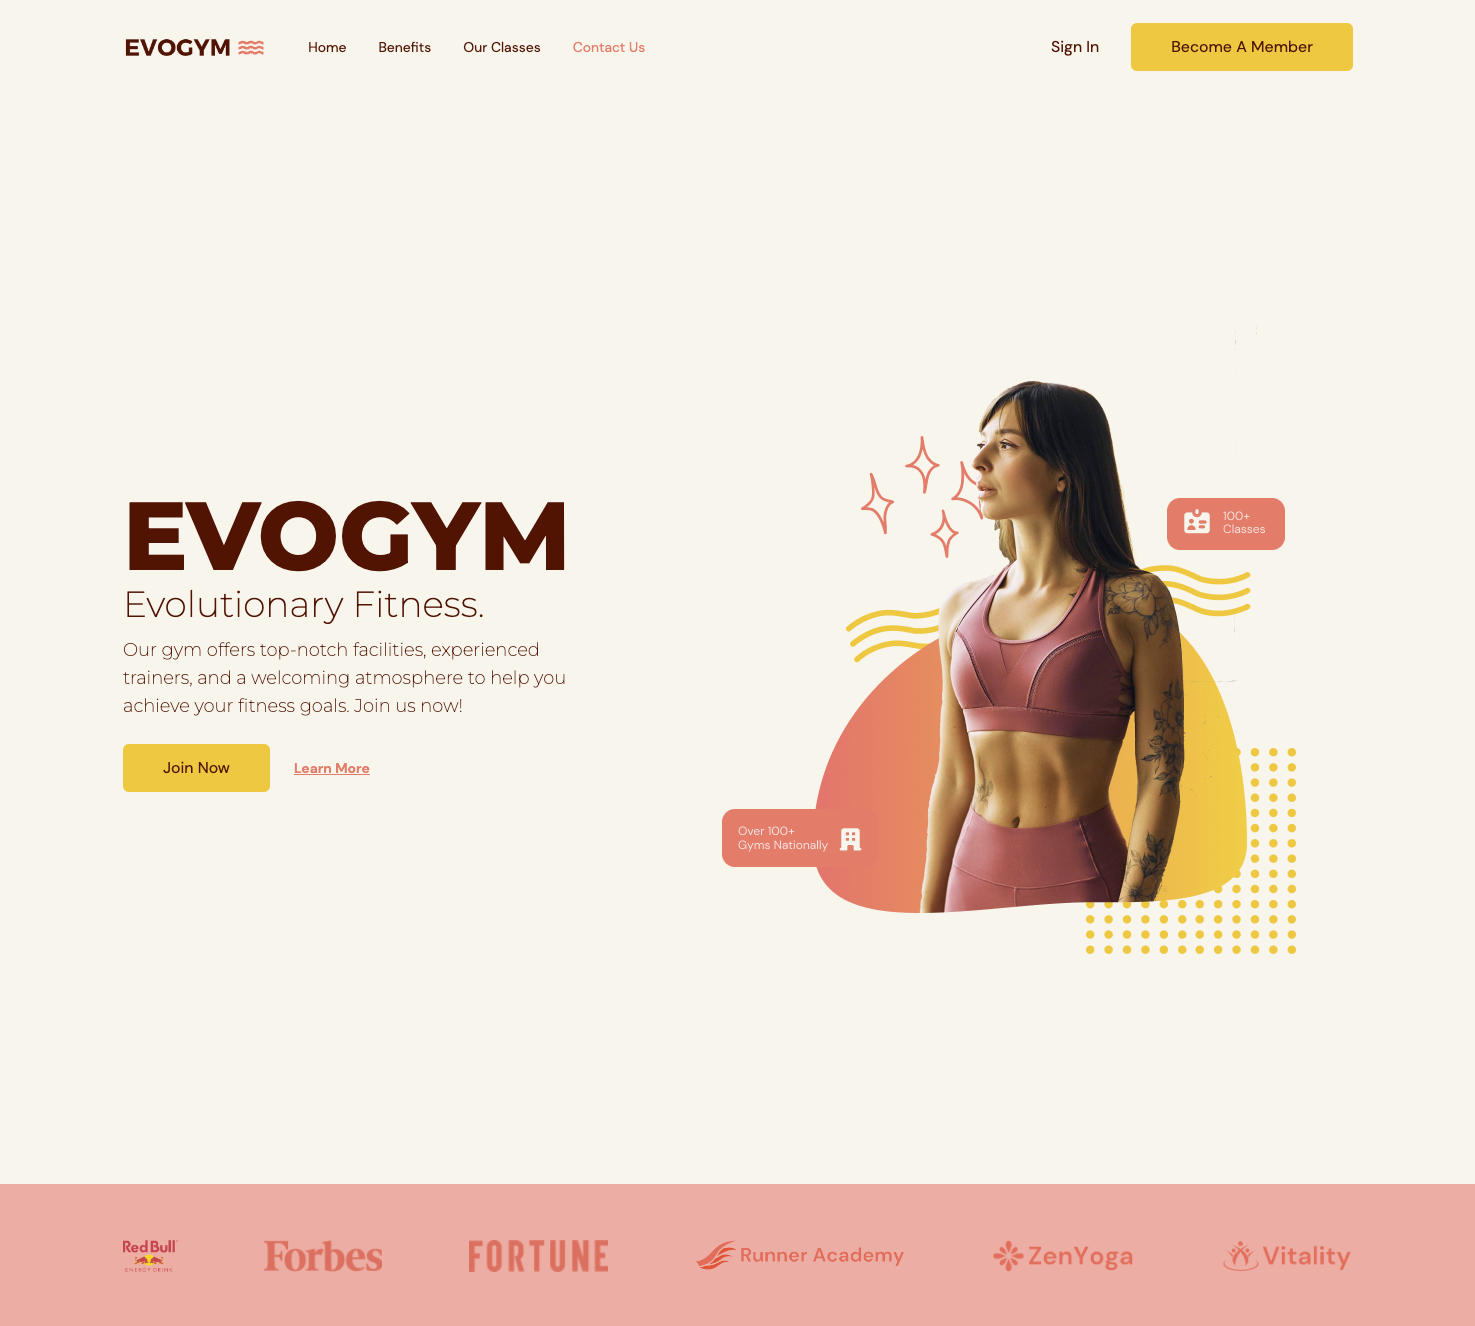 EVOGYM
Home
Benefits
Our Classes
Contact Us
Sign In
Become A Member
EVOGYM
Evolutionary Fitness.
Our gym offers top-notch facilities, experienced
trainers, and a welcoming atmosphere to help you
achieve your fitness goals. Join us now!
Join Now
Learn More
100+
Classes
Over 100+
Gyms Nationally
Red Bull
ENERGY DRINK
Forbes
FORTUNE
Runner Academy
ZenYoga
Vitality